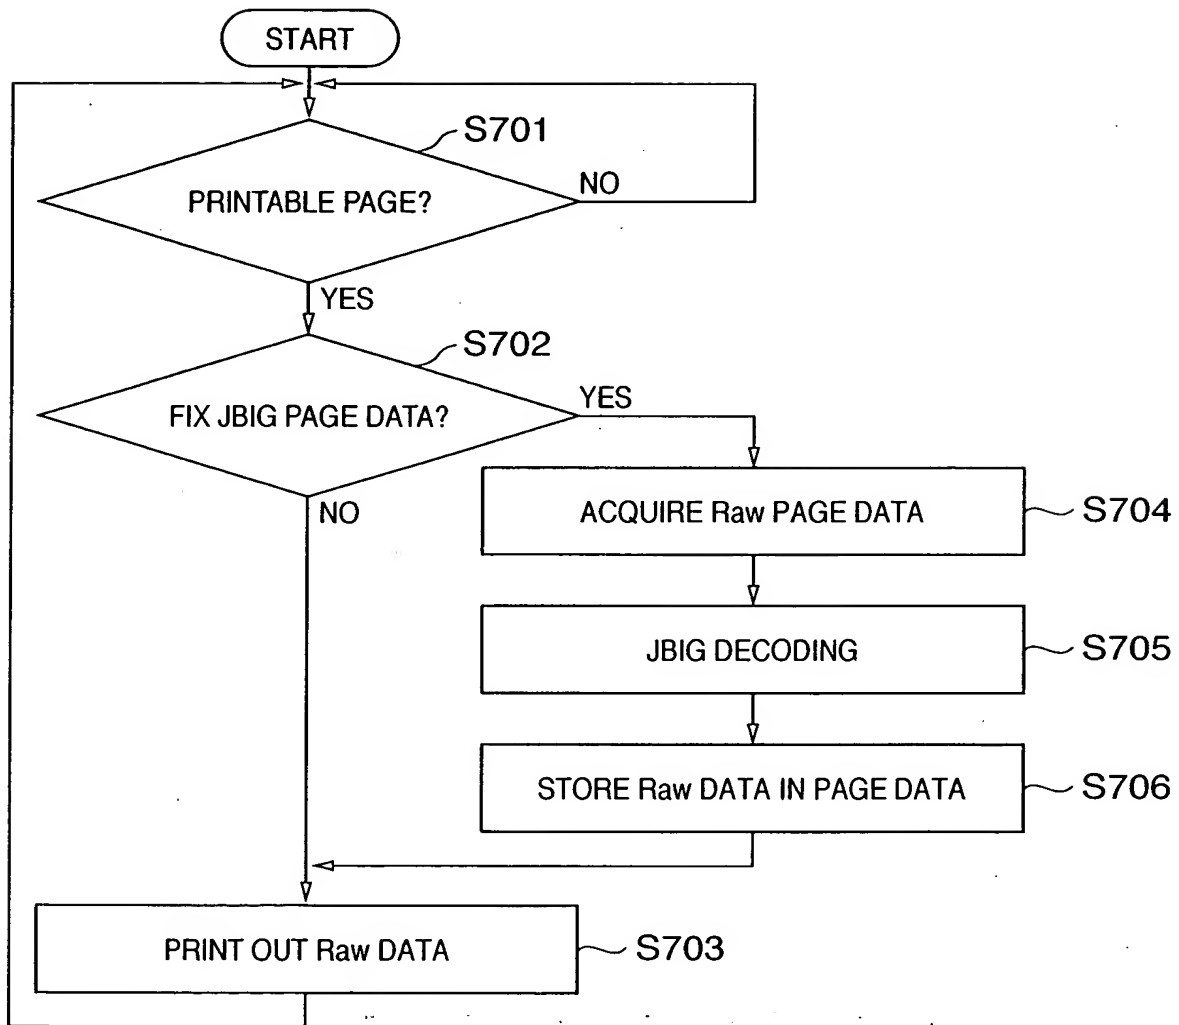 START
S701
PRINTABLE PAGE?
NO
YES
S702
FIX JBIG PAGE DATA?
YES
NO
ACQUIRE Raw PAGE DATA
S704
JBIG DECODING
S705
STORE Raw DATA IN PAGE DATA
S706
PRINT OUT Raw DATA
S703